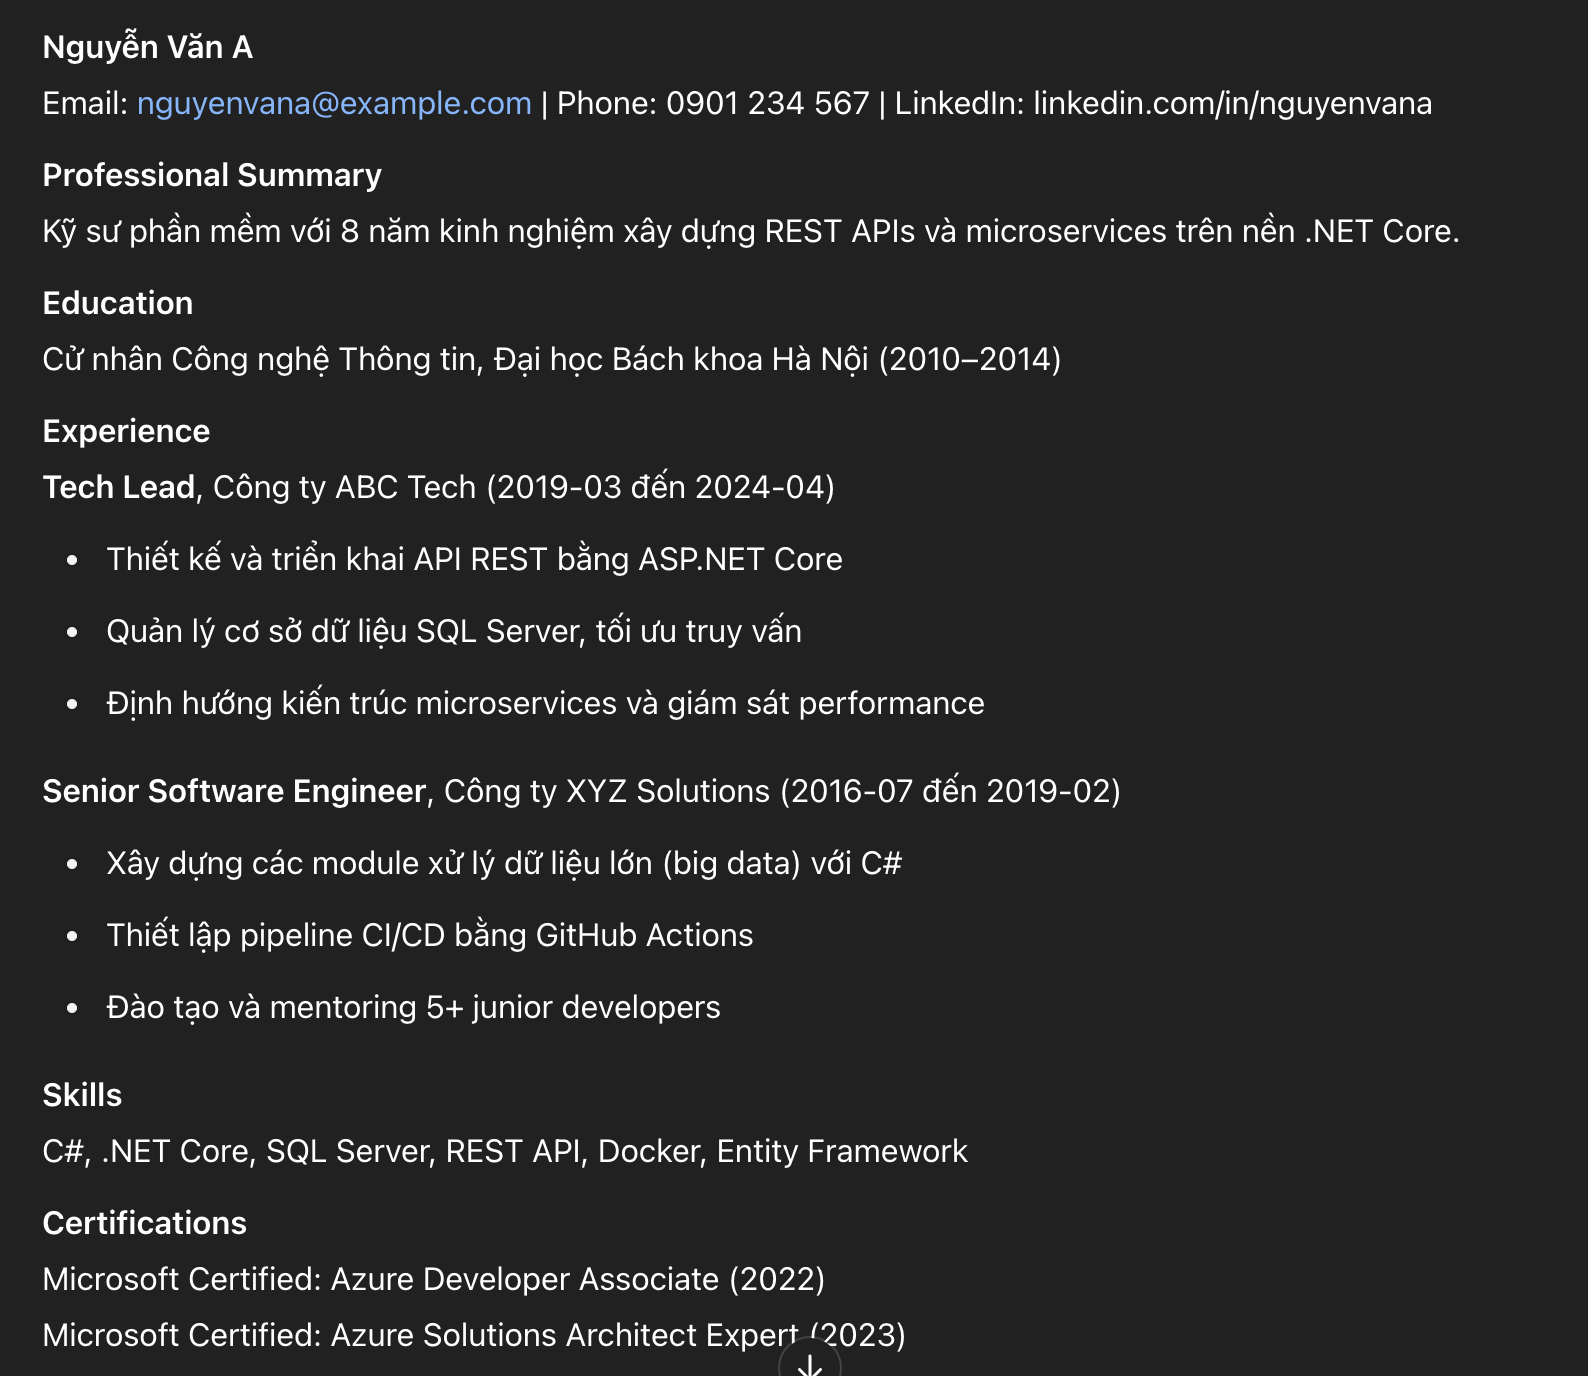 Nguyễn Văn A
Email: nguyenvana@example.com | Phone: 0901 234 567 | LinkedIn: linkedin.com/in/nguyenvana
Professional Summary
Kỹ sư phần mềm với 8 năm kinh nghiệm xây dựng REST APIs và microservices trên nền .NET Core.
Education
Cử nhân Công nghệ Thông tin, Đại học Bách khoa Hà Nội (2010–2014)
Experience
Tech Lead, Công ty ABC Tech (2019-03 đến 2024-04)
• Thiết kế và triển khai API REST bằng ASP.NET Core
• Quản lý cơ sở dữ liệu SQL Server, tối ưu truy vấn
• Định hướng kiến trúc microservices và giám sát performance
Senior Software Engineer, Công ty XYZ Solutions (2016-07 đến 2019-02)
• Xây dựng các module xử lý dữ liệu lớn (big data) với C#
• Thiết lập pipeline CI/CD bằng GitHub Actions
• Đào tạo và mentoring 5+ junior developers
Skills
C#, .NET Core, SQL Server, REST API, Docker, Entity Framework
Certifications
Microsoft Certified: Azure Developer Associate (2022)
Microsoft Certified: Azure Solutions Architect Expert (2023)